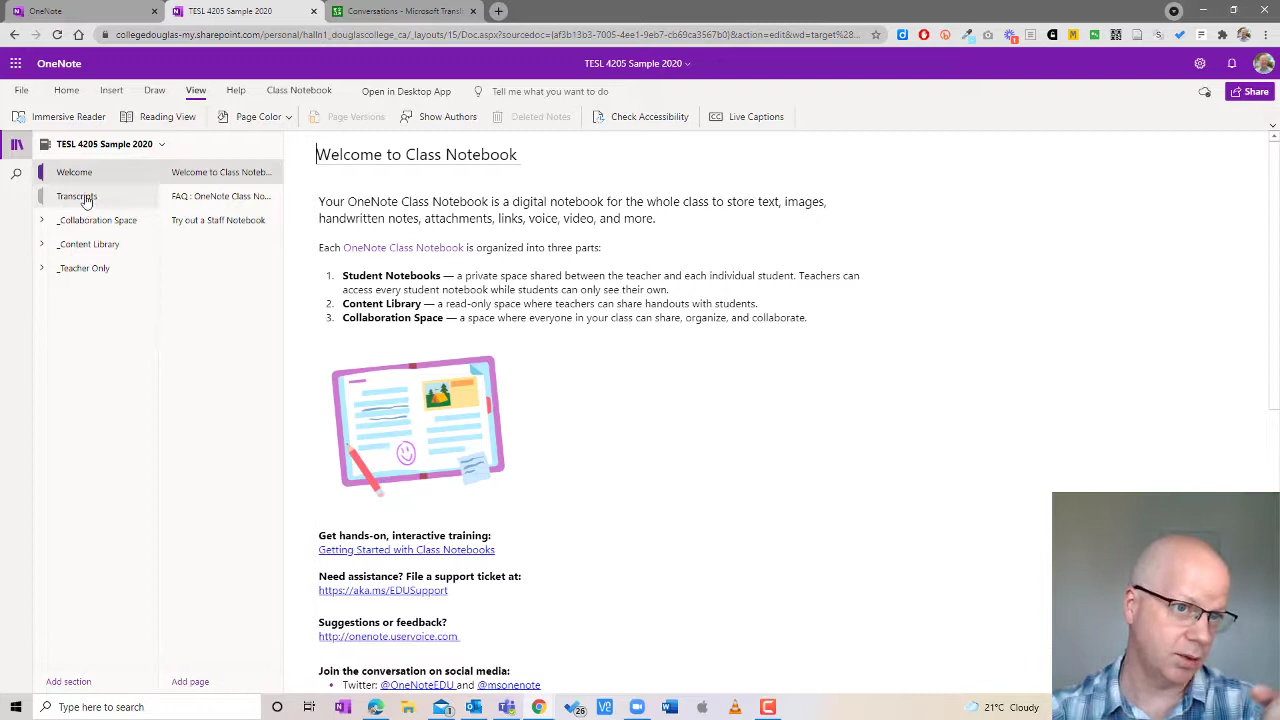 OneNote
TESL 4205 Sample 2020
Conversations - Microsoft Transl
collegedouglas-my.sharepoint.com/personal/halln1_douglascollege_ca/_layouts/15/Doc.aspx?sourcedoc={af3b13b3-7005-4ee1-9eb7-cb69ca3567b0}&action=edit&wd=target%28...
OneNote
TESL 4205 Sample 2020
File Home Insert Draw View Help Class Notebook Open in Desktop App Tell me what you want to do
Share
Immersive Reader Reading View Page Color Page Versions Show Authors Deleted Notes Check Accessibility Live Captions
TESL 4205 Sample 2020
Welcome
Transcripts
_Collaboration Space
_Content Library
_Teacher Only
Welcome to Class Noteb...
FAQ : OneNote Class No...
Try out a Staff Notebook
Welcome to Class Notebook
Your OneNote Class Notebook is a digital notebook for the whole class to store text, images,
handwritten notes, attachments, links, voice, video, and more.
Each OneNote Class Notebook is organized into three parts:
1. Student Notebooks — a private space shared between the teacher and each individual student. Teachers can
access every student notebook while students can only see their own.
2. Content Library — a read-only space where teachers can share handouts with students.
3. Collaboration Space — a space where everyone in your class can share, organize, and collaborate.
Get hands-on, interactive training:
Getting Started with Class Notebooks
Need assistance? File a support ticket at:
https://aka.ms/EDUSupport
Suggestions or feedback?
http://onenote.uservoice.com
Join the conversation on social media:
• Twitter: @OneNoteEDU and @msonenote
Add section
Add page
Type here to search
26
21°C Cloudy